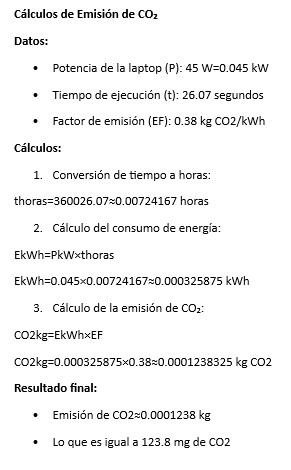 Cálculos de Emisión de CO₂
Datos:
• Potencia de la laptop (P): 45 W=0.045 kW
• Tiempo de ejecución (t): 26.07 segundos
• Factor de emisión (EF): 0.38 kg CO2/kWh
Cálculos:
1. Conversión de tiempo a horas:
thoras=360026.07≈0.00724167 horas
2. Cálculo del consumo de energía:
EkWh=PkW×thoras
EkWh=0.045×0.00724167≈0.000325875 kWh
3. Cálculo de la emisión de CO₂:
CO2kg=EkWh×EF
CO2kg=0.000325875×0.38≈0.0001238325 kg CO2
Resultado final:
• Emisión de CO2≈0.0001238 kg
• Lo que es igual a 123.8 mg de CO2